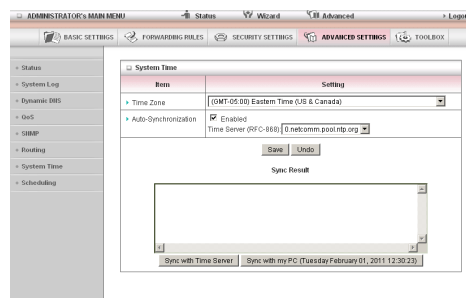 ADMINISTRATOR's MAIN MENU
Status
Wizard
Advanced
Logo
BASIC SETTINGS
FORWARDING RULES
SECURITY SETTINGS
ADVANCED SETTINGS
TOOLBOX
Status
System Log
Dynamic DNS
QoS
SNMP
Routing
System Time
Scheduling
System Time
Item Setting
Time Zone
(GMT-05:00) Eastern Time (US & Canada)
Auto-Synchronization
Enabled
Time Server (RFC-868): 0.netcomm.pool.ntp.org
Save Undo
Sync Result
Sync with Time Server
Sync with my PC (Tuesday February 01, 2011 12:30:23)